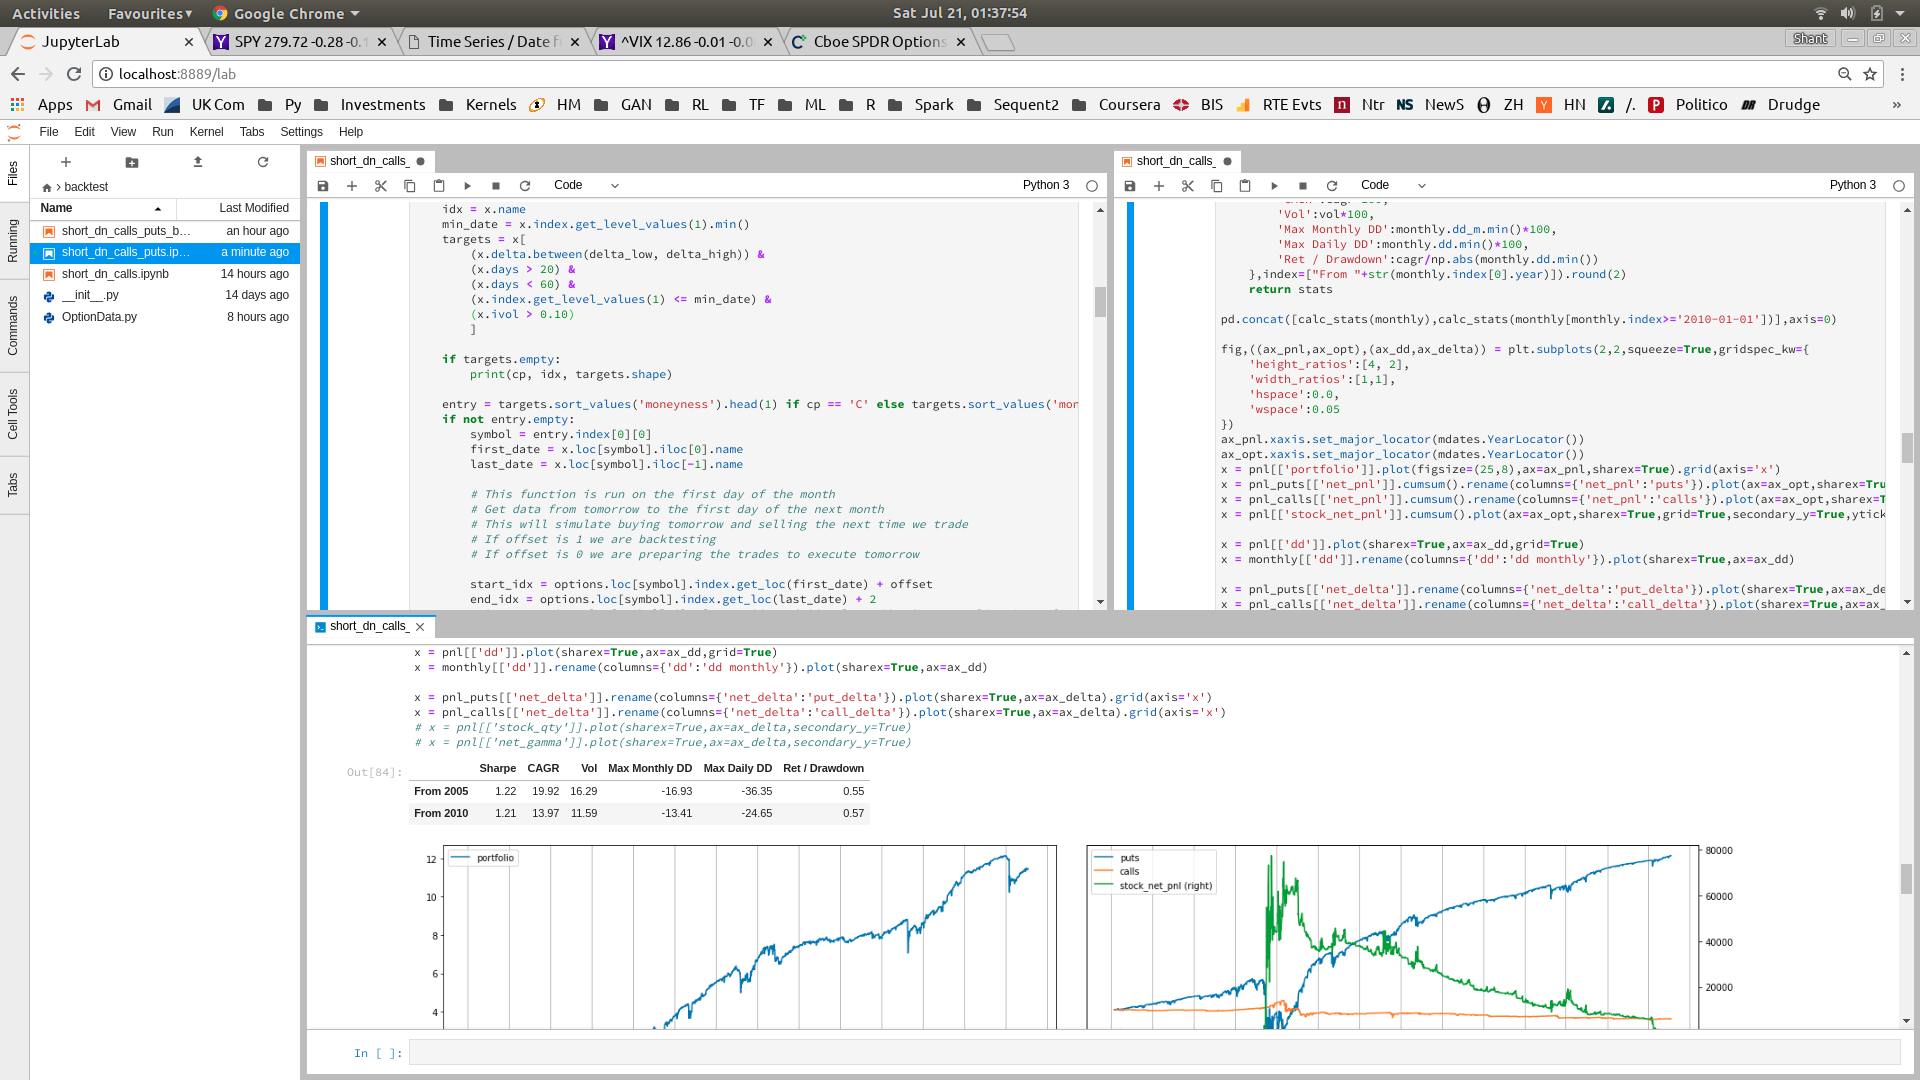 Activities Favourites▾ Google Chrome ▾ Sat Jul 21, 01:37:54
JupyterLab × SPY 279.72 -0.28 -0.1 × Time Series / Date f × ^VIX 12.86 -0.01 -0.0 × Cboe SPDR Options × Shant
localhost:8889/lab
Apps Gmail UK Com Py Investments Kernels HM GAN RL TF ML R Spark Sequent2 Coursera BIS RTE Evts Ntr NS NewS ZH HN /. Politico DR Drudge »
File Edit View Run Kernel Tabs Settings Help
Files
Running
Commands
Cell Tools
Tabs
> backtest
Name Last Modified
short_dn_calls_puts_b... an hour ago
short_dn_calls_puts.ip... a minute ago
short_dn_calls.ipynb 14 hours ago
__init__.py 14 days ago
OptionData.py 8 hours ago
short_dn_calls_
Code Python 3
idx = x.name
min_date = x.index.get_level_values(1).min()
targets = x[
(x.delta.between(delta_low, delta_high)) &
(x.days > 20) &
(x.days < 60) &
(x.index.get_level_values(1) <= min_date) &
(x.ivol > 0.10)
]
if targets.empty:
print(cp, idx, targets.shape)
entry = targets.sort_values('moneyness').head(1) if cp == 'C' else targets.sort_values('mon
if not entry.empty:
symbol = entry.index[0][0]
first_date = x.loc[symbol].iloc[0].name
last_date = x.loc[symbol].iloc[-1].name
# This function is run on the first day of the month
# Get data from tomorrow to the first day of the next month
# This will simulate buying tomorrow and selling the next time we trade
# If offset is 1 we are backtesting
# If offset is 0 we are preparing the trades to execute tomorrow
start_idx = options.loc[symbol].index.get_loc(first_date) + offset
end_idx = options.loc[symbol].index.get_loc(last_date) + 2
short_dn_calls_
Code Python 3
'Vol':vol*100,
'Max Monthly DD':monthly.dd_m.min()*100,
'Max Daily DD':monthly.dd.min()*100,
'Ret / Drawdown':cagr/np.abs(monthly.dd.min())
},index=["From "+str(monthly.index[0].year)]).round(2)
return stats
pd.concat([calc_stats(monthly),calc_stats(monthly[monthly.index>='2010-01-01'])],axis=0)
fig,((ax_pnl,ax_opt),(ax_dd,ax_delta)) = plt.subplots(2,2,squeeze=True,gridspec_kw={
'height_ratios':[4, 2],
'width_ratios':[1,1],
'hspace':0.0,
'wspace':0.05
})
ax_pnl.xaxis.set_major_locator(mdates.YearLocator())
ax_opt.xaxis.set_major_locator(mdates.YearLocator())
x = pnl[['portfolio']].plot(figsize=(25,8),ax=ax_pnl,sharex=True).grid(axis='x')
x = pnl_puts[['net_pnl']].cumsum().rename(columns={'net_pnl':'puts'}).plot(ax=ax_opt,sharex=Tru
x = pnl_calls[['net_pnl']].cumsum().rename(columns={'net_pnl':'calls'}).plot(ax=ax_opt,sharex=T
x = pnl[['stock_net_pnl']].cumsum().plot(ax=ax_opt,sharex=True,grid=True,secondary_y=True,ytick
x = pnl[['dd']].plot(sharex=True,ax=ax_dd,grid=True)
x = monthly[['dd']].rename(columns={'dd':'dd monthly'}).plot(sharex=True,ax=ax_dd)
x = pnl_puts[['net_delta']].rename(columns={'net_delta':'put_delta'}).plot(sharex=True,ax=ax_de
x = pnl_calls[['net_delta']].rename(columns={'net_delta':'call_delta'}).plot(sharex=True,ax=ax_
short_dn_calls_ ×
x = pnl[['dd']].plot(sharex=True,ax=ax_dd,grid=True)
x = monthly[['dd']].rename(columns={'dd':'dd monthly'}).plot(sharex=True,ax=ax_dd)
x = pnl_puts[['net_delta']].rename(columns={'net_delta':'put_delta'}).plot(sharex=True,ax=ax_delta).grid(axis='x')
x = pnl_calls[['net_delta']].rename(columns={'net_delta':'call_delta'}).plot(sharex=True,ax=ax_delta).grid(axis='x')
# x = pnl[['stock_qty']].plot(sharex=True,ax=ax_delta,secondary_y=True)
# x = pnl[['net_gamma']].plot(sharex=True,ax=ax_delta,secondary_y=True)
Out[84]:
Sharpe CAGR Vol Max Monthly DD Max Daily DD Ret / Drawdown
From 2005 1.22 19.92 16.29 -16.93 -36.35 0.55
From 2010 1.21 13.97 11.59 -13.41 -24.65 0.57
portfolio
12
10
8
6
4
puts
calls
stock_net_pnl (right)
80000
60000
40000
20000
In [ ]: